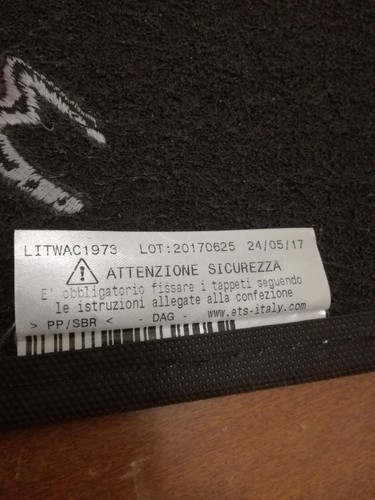 LITWAC1973 LOT:20170625 24/05/17
ATTENZIONE SICUREZZA
E' obbligatorio fissare i tappeti seguendo
le istruzioni allegate alla confezione
> PP/SBR < - DAG - www.ets-italy.com